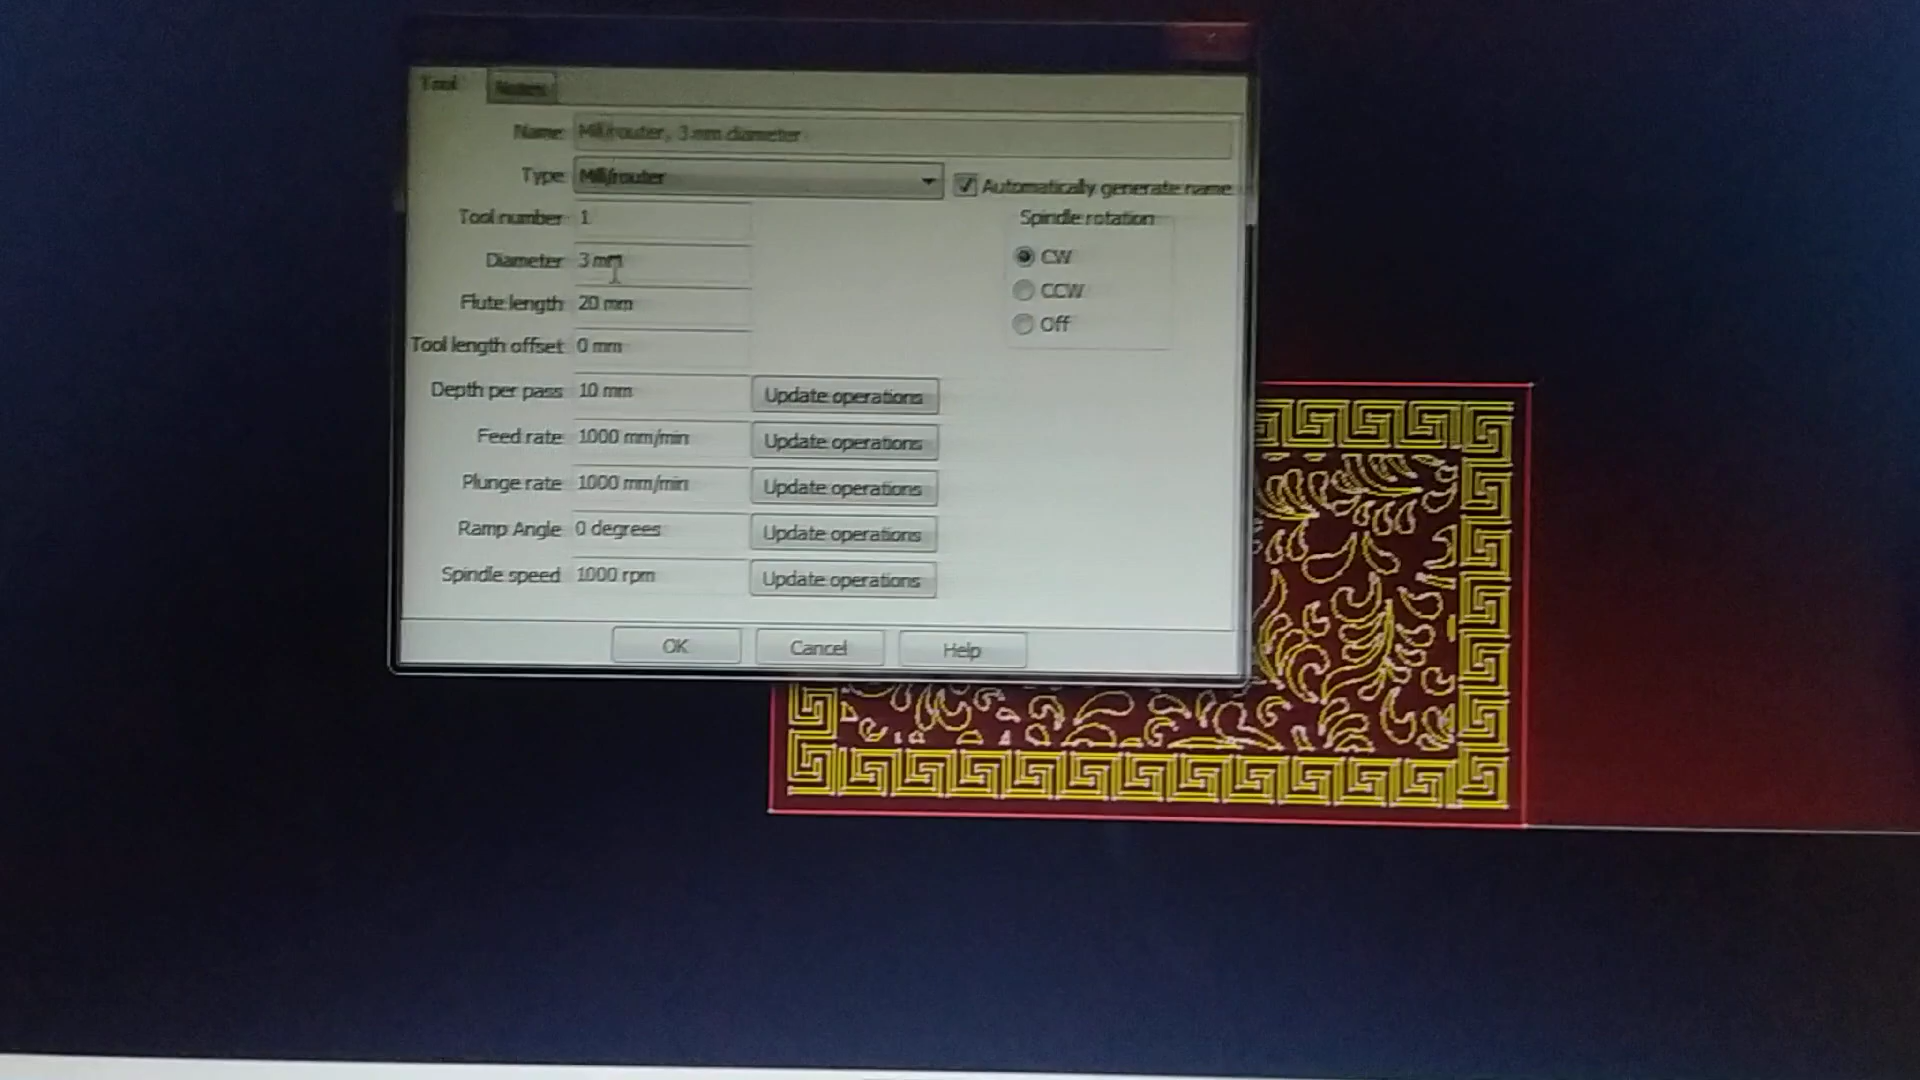 Tool Notes
Name: Mill/router, 3 mm diameter
Type: Mill/router Automatically generate name
Tool number: 1 Spindle rotation
Diameter: 3 mm CW
Flute length: 20 mm CCW
Tool length offset: 0 mm Off
Depth per pass: 10 mm Update operations
Feed rate: 1000 mm/min Update operations
Plunge rate: 1000 mm/min Update operations
Ramp Angle: 0 degrees Update operations
Spindle speed: 1000 rpm Update operations
OK Cancel Help